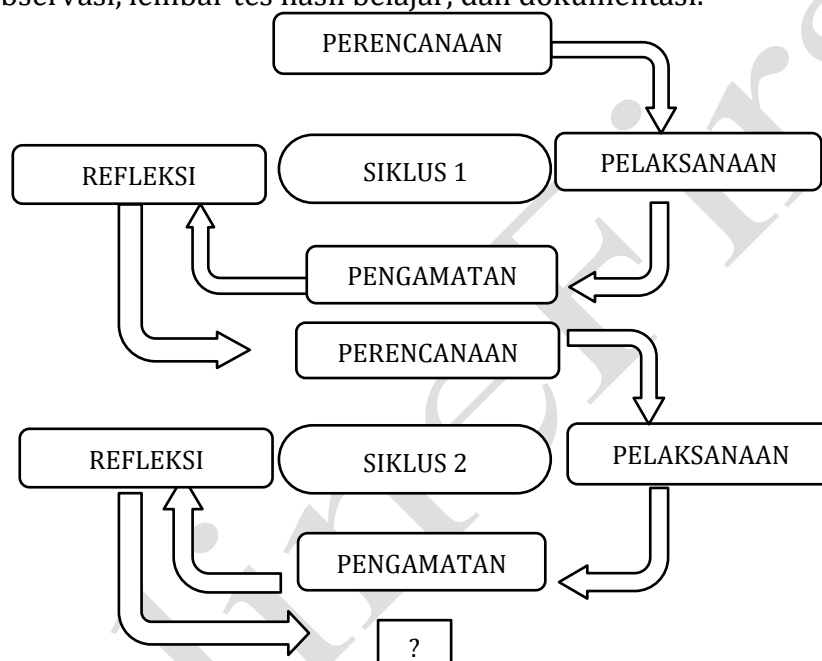 observasi, lembar tes hasil belajar, dan dokumentasi.
PERENCANAAN
REFLEKSI
SIKLUS 1
PELAKSANAAN
PENGAMATAN
PERENCANAAN
REFLEKSI
SIKLUS 2
PELAKSANAAN
PENGAMATAN
?